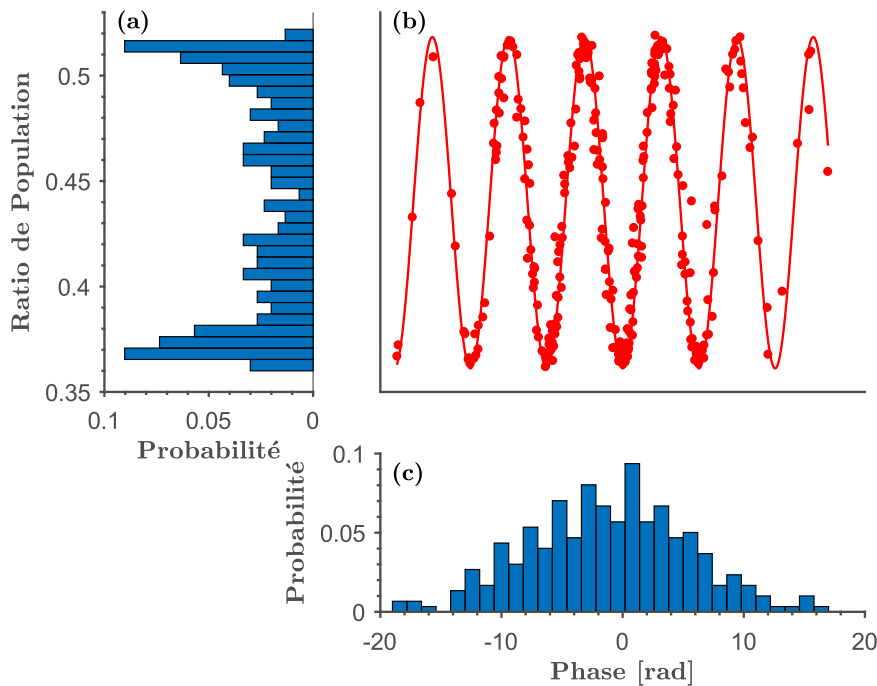 (a)
(b)
0.5
0.45
0.4
0.35
Ratio de Population
0.1 0.05 0
Probabilité
(c)
0.1
0.05
0
Probabilité
-20 -10 0 10 20
Phase [rad]